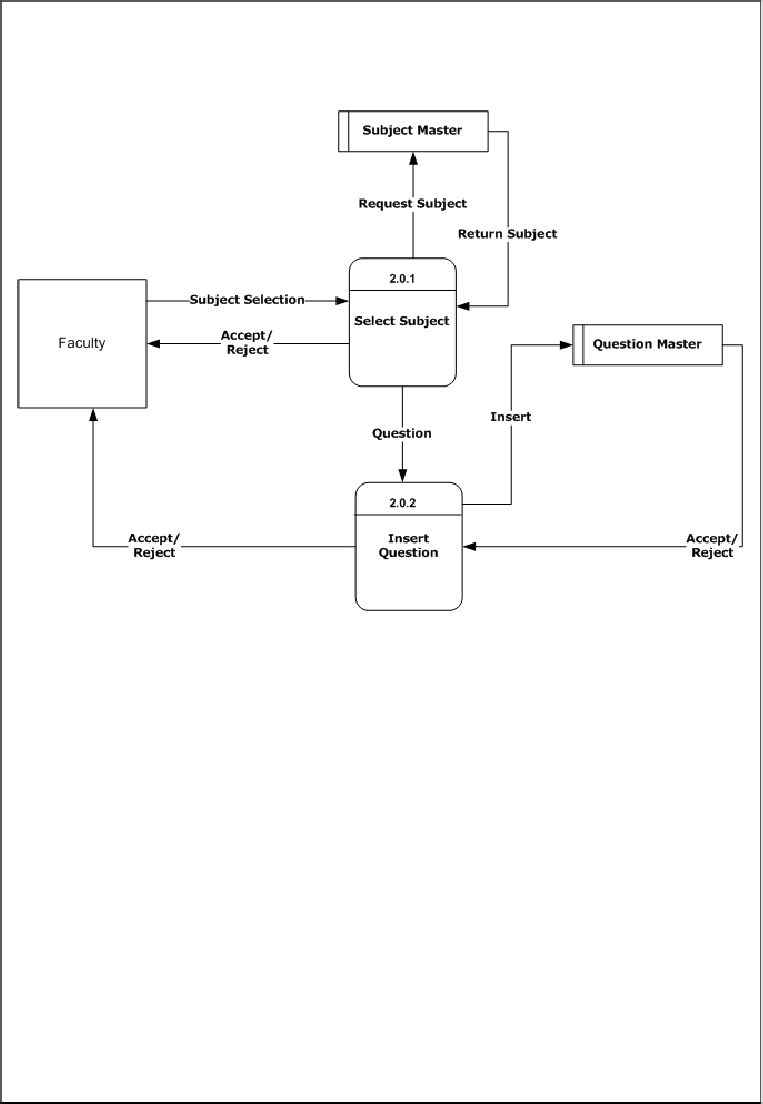 Subject Master
Request Subject
Return Subject
2.0.1
Subject Selection
Select Subject
Accept/
Reject
Faculty
Question Master
Insert
Question
2.0.2
Insert
Question
Accept/
Reject
Accept/
Reject